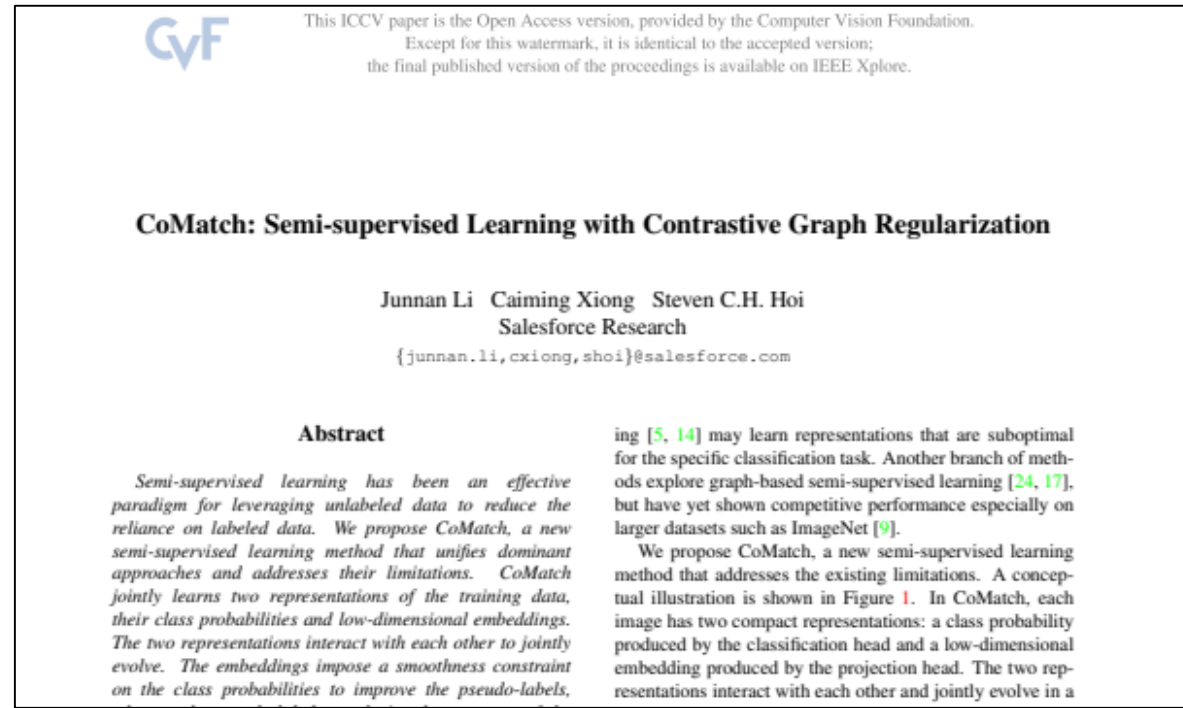 CVF
This ICCV paper is the Open Access version, provided by the Computer Vision Foundation.
Except for this watermark, it is identical to the accepted version;
the final published version of the proceedings is available on IEEE Xplore.
CoMatch: Semi-supervised Learning with Contrastive Graph Regularization
Junnan Li Caiming Xiong Steven C.H. Hoi
Salesforce Research
{junnan.li,cxiong,shoi}@salesforce.com
Abstract
Semi-supervised learning has been an effective
paradigm for leveraging unlabeled data to reduce the
reliance on labeled data. We propose CoMatch, a new
semi-supervised learning method that unifies dominant
approaches and addresses their limitations. CoMatch
jointly learns two representations of the training data,
their class probabilities and low-dimensional embeddings.
The two representations interact with each other to jointly
evolve. The embeddings impose a smoothness constraint
on the class probabilities to improve the pseudo-labels,
ing [5, 14] may learn representations that are suboptimal
for the specific classification task. Another branch of meth-
ods explore graph-based semi-supervised learning [24, 17],
but have yet shown competitive performance especially on
larger datasets such as ImageNet [9].
We propose CoMatch, a new semi-supervised learning
method that addresses the existing limitations. A concep-
tual illustration is shown in Figure 1. In CoMatch, each
image has two compact representations: a class probability
produced by the classification head and a low-dimensional
embedding produced by the projection head. The two rep-
resentations interact with each other and jointly evolve in a